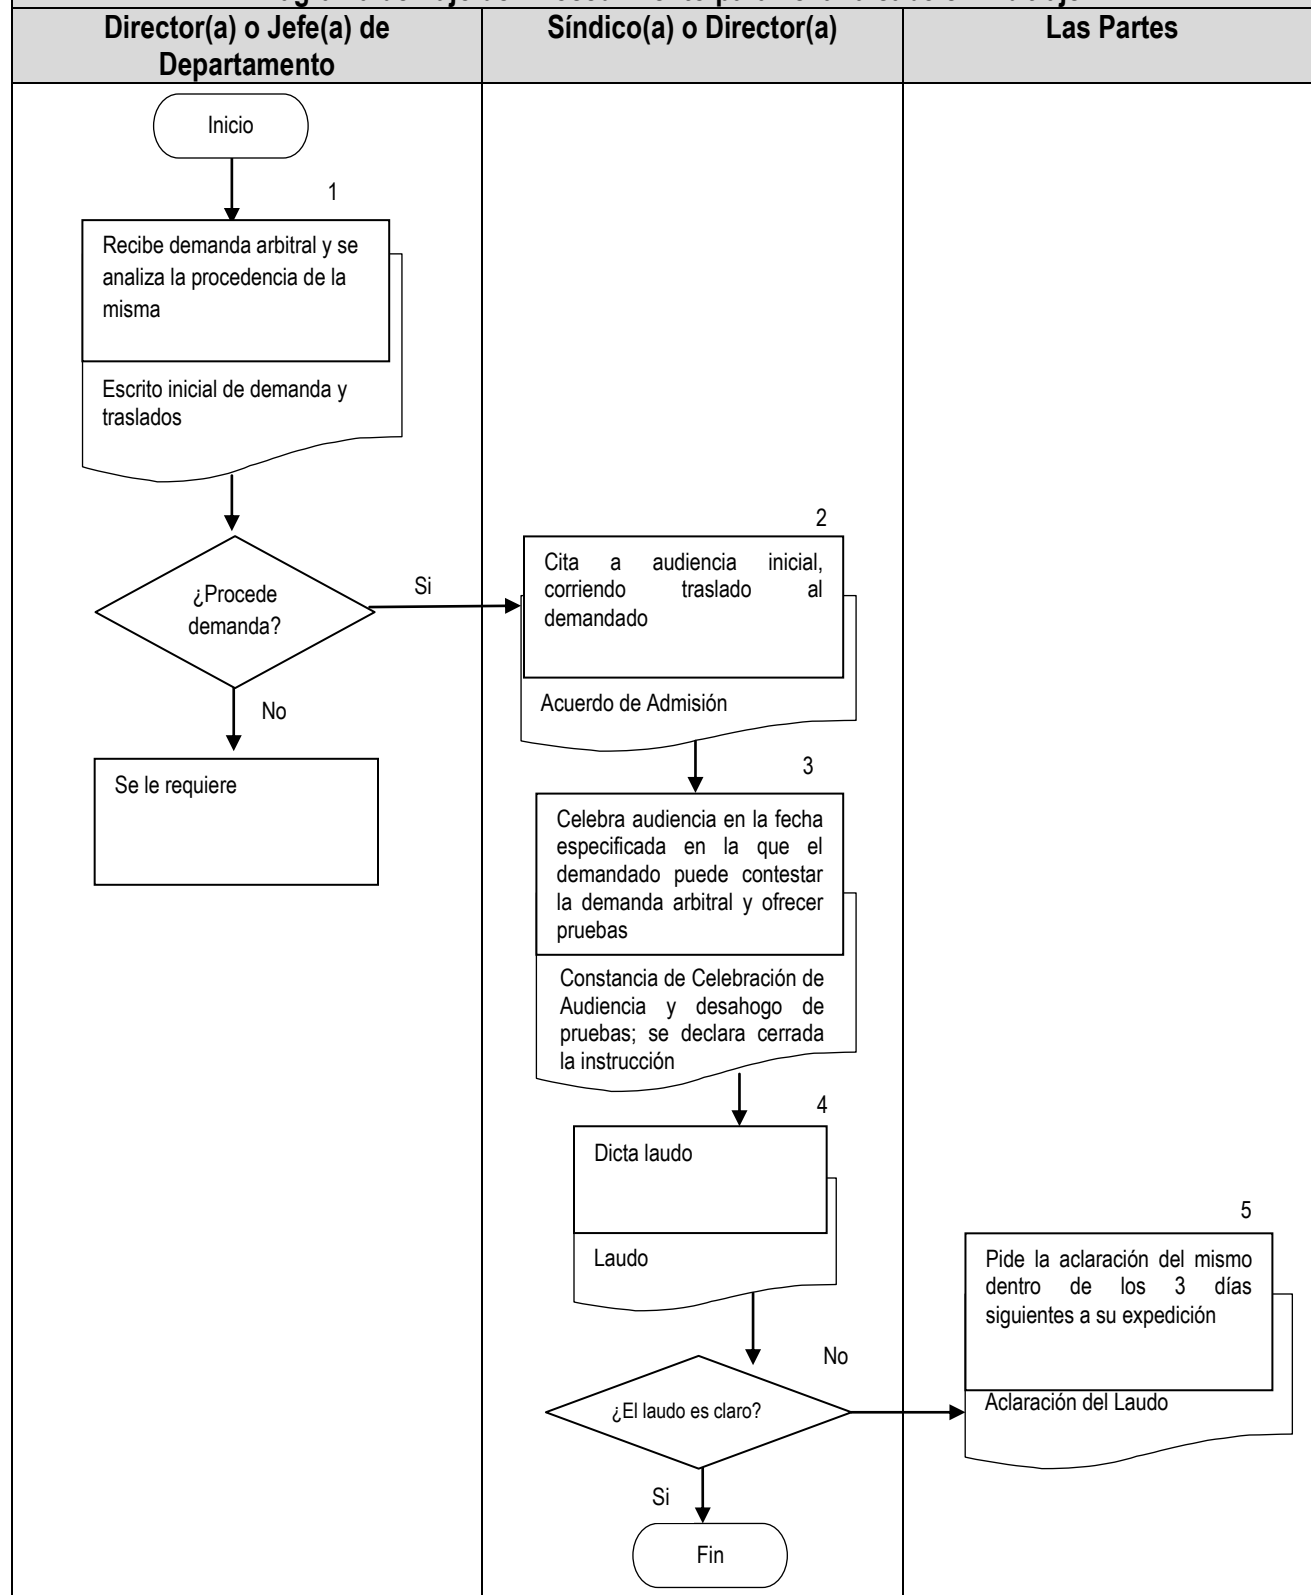 Director(a) o Jefe(a) de
Departamento
Síndico(a) o Director(a)
Las Partes
Inicio
1
Recibe demanda arbitral y se
analiza la procedencia de la
misma
Escrito inicial de demanda y
traslados
¿Procede
demanda?
Si
No
Se le requiere
2
Cita a audiencia inicial,
corriendo traslado al
demandado
Acuerdo de Admisión
3
Celebra audiencia en la fecha
especificada en la que el
demandado puede contestar
la demanda arbitral y ofrecer
pruebas
Constancia de Celebración de
Audiencia y desahogo de
pruebas; se declara cerrada
la instrucción
4
Dicta laudo
Laudo
¿El laudo es claro?
No
Si
Fin
5
Pide la aclaración del mismo
dentro de los 3 días
siguientes a su expedición
Aclaración del Laudo